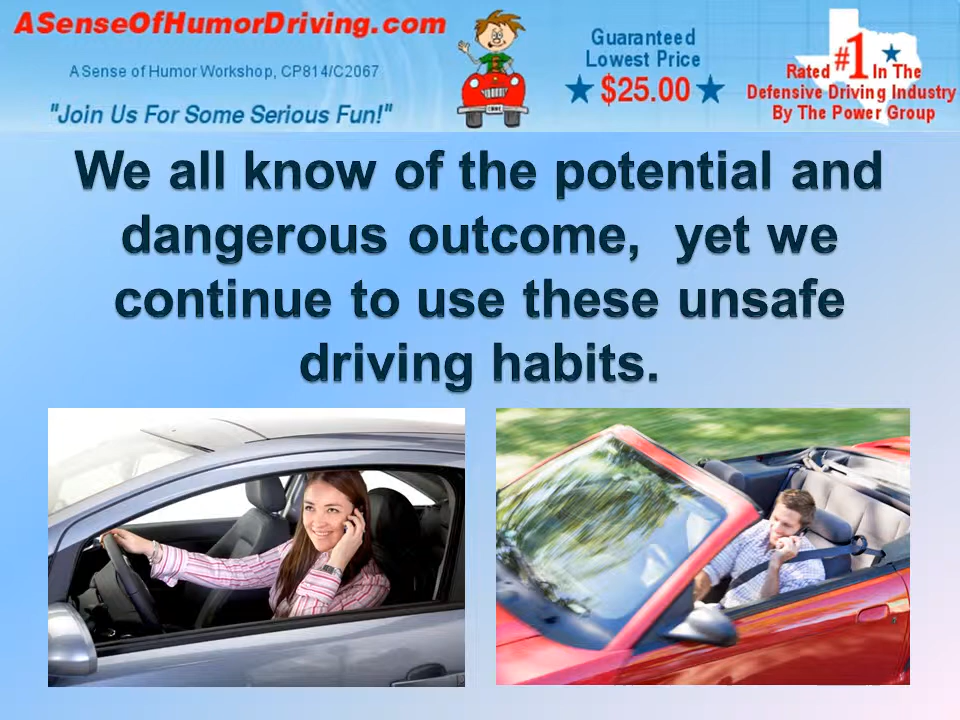 ASenseOfHumorDriving.com
A Sense of Humor Workshop, CP814/C2067
"Join Us For Some Serious Fun!"
Guaranteed
Lowest Price
★ $25.00 ★
Rated #1 In The
Defensive Driving Industry
By The Power Group
We all know of the potential and
dangerous outcome, yet we
continue to use these unsafe
driving habits.